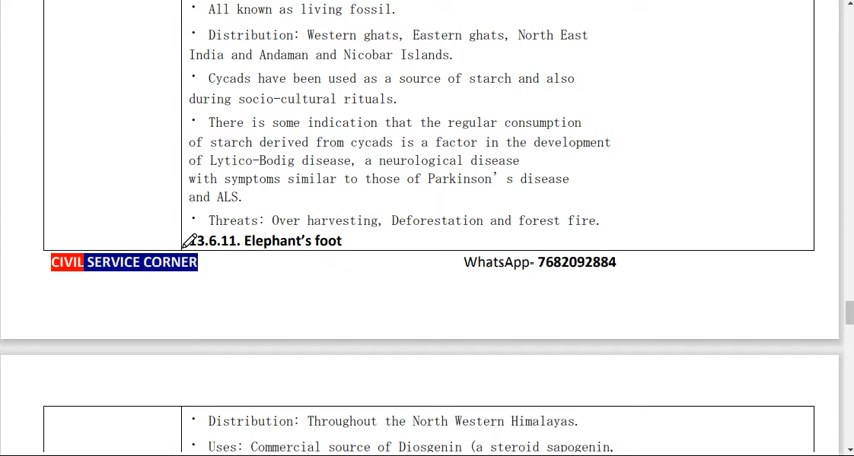 · All known as living fossil.
· Distribution: Western ghats, Eastern ghats, North East
India and Andaman and Nicobar Islands.
· Cycads have been used as a source of starch and also
during socio-cultural rituals.
· There is some indication that the regular consumption
of starch derived from cycads is a factor in the development
of Lytico-Bodig disease, a neurological disease
with symptoms similar to those of Parkinson's disease
and ALS.
· Threats: Over harvesting, Deforestation and forest fire.
13.6.11. Elephant's foot
CIVIL SERVICE CORNER WhatsApp- 7682092884
· Distribution: Throughout the North Western Himalayas.
· Uses: Commercial source of Diosgenin (a steroid sapogenin,